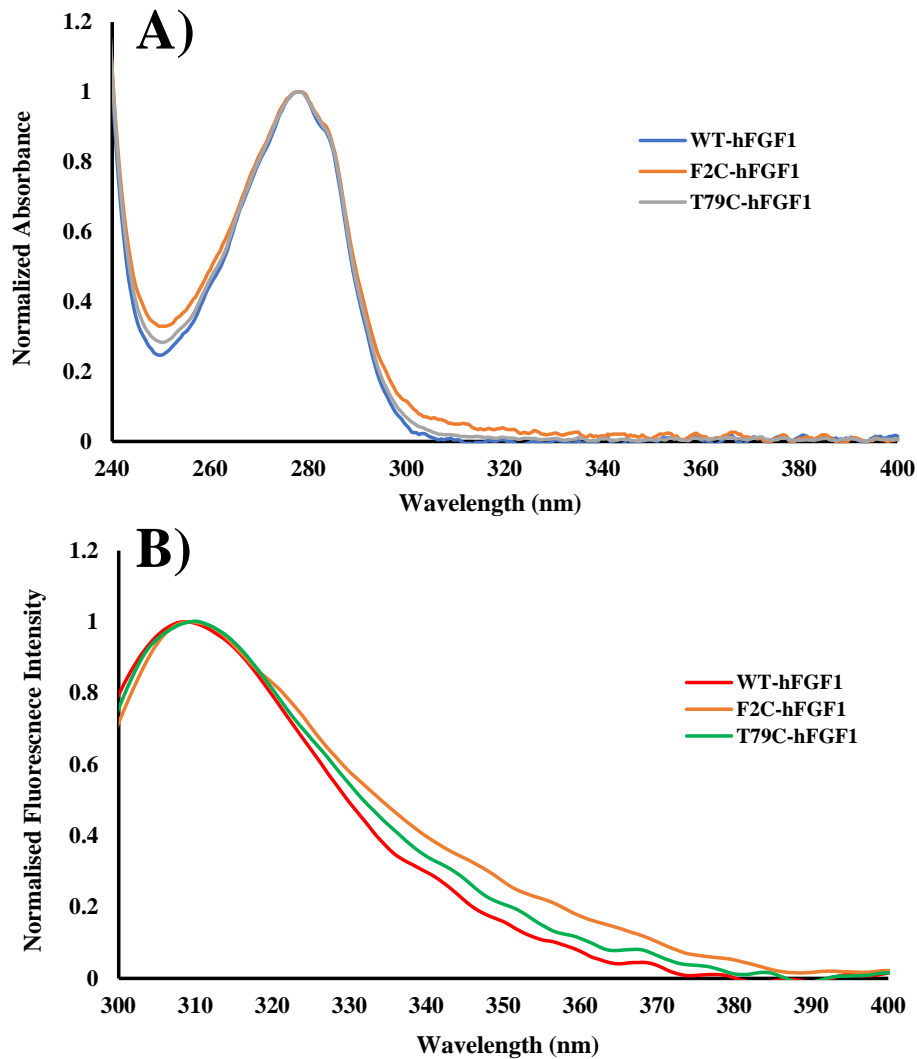 A)
1.2
1
0.8
0.6
0.4
0.2
0
Normalized Absorbance
WT-hFGF1
F2C-hFGF1
T79C-hFGF1
240 260 280 300 320 340 360 380 400
Wavelength (nm)
B)
1.2
1
0.8
0.6
0.4
0.2
0
Normalised Fluorescnece Intensity
WT-hFGF1
F2C-hFGF1
T79C-hFGF1
300 310 320 330 340 350 360 370 380 390 400
Wavelength (nm)